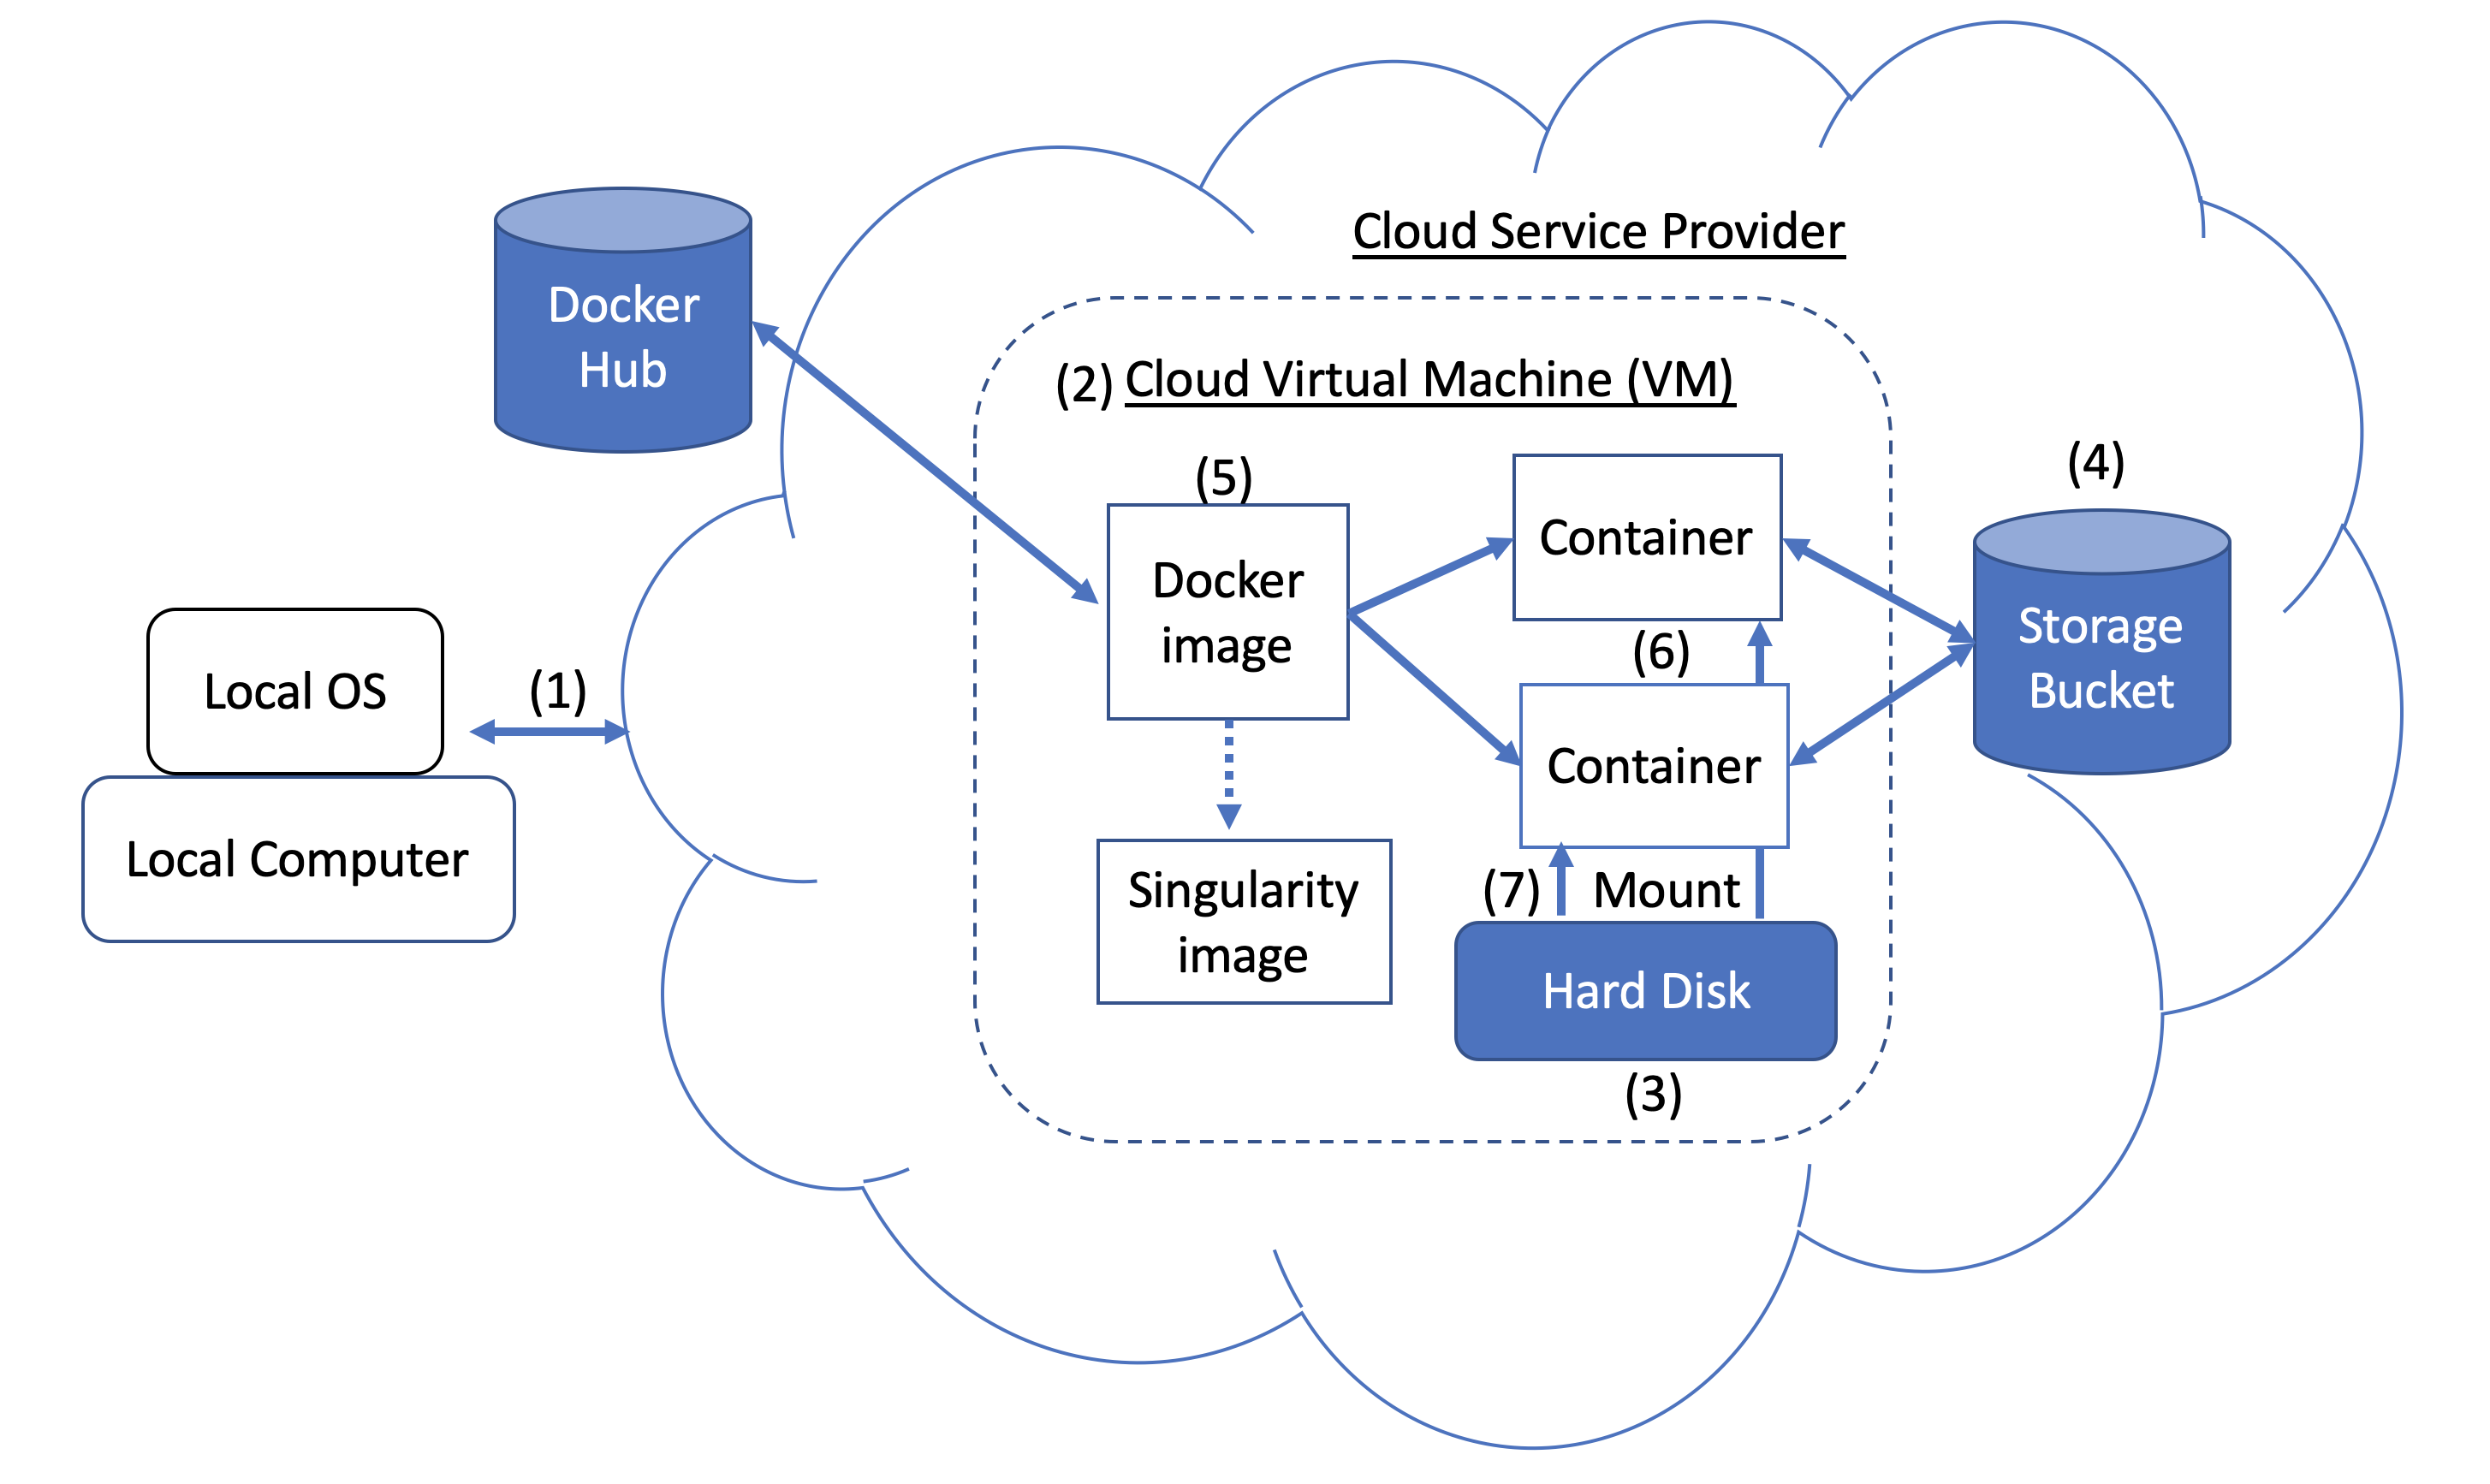 Cloud Service Provider
Docker
Hub
(2) Cloud Virtual Machine (VM)
(5)
Docker
image
Container
(4)
Storage
Bucket
Local OS
(1)
(6)
Container
Local Computer
Singularity
image
(7) Mount
Hard Disk
(3)